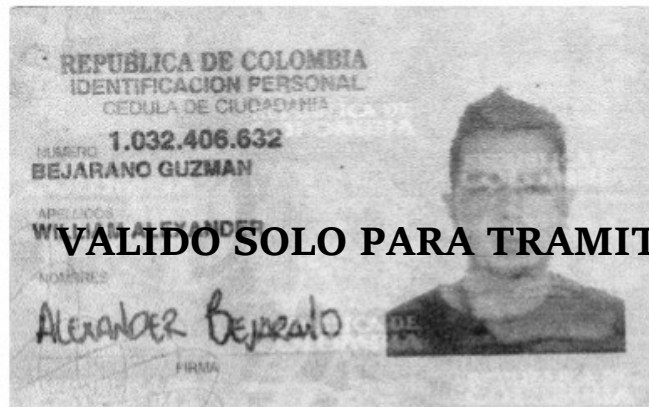 REPUBLICA DE COLOMBIA
IDENTIFICACION PERSONAL
CEDULA DE CIUDADANIA
NUMERO 1.032.406.632
BEJARANO GUZMAN
APELLIDOS
WILLIAM ALEXANDER
VALIDO SOLO PARA TRAMIT
NOMBRES
ALEXANDER BEJARANO
FIRMA